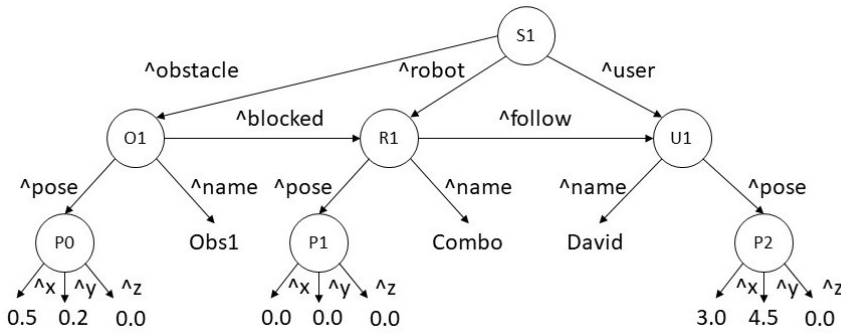 S1
^obstacle ^robot ^user
O1 ^blocked R1 ^follow U1
^pose ^name ^pose ^name ^name ^pose
P0 Obs1 P1 Combo David P2
^x ^y ^z ^x ^y ^z ^x ^y ^z
0.5 0.2 0.0 0.0 0.0 0.0 3.0 4.5 0.0